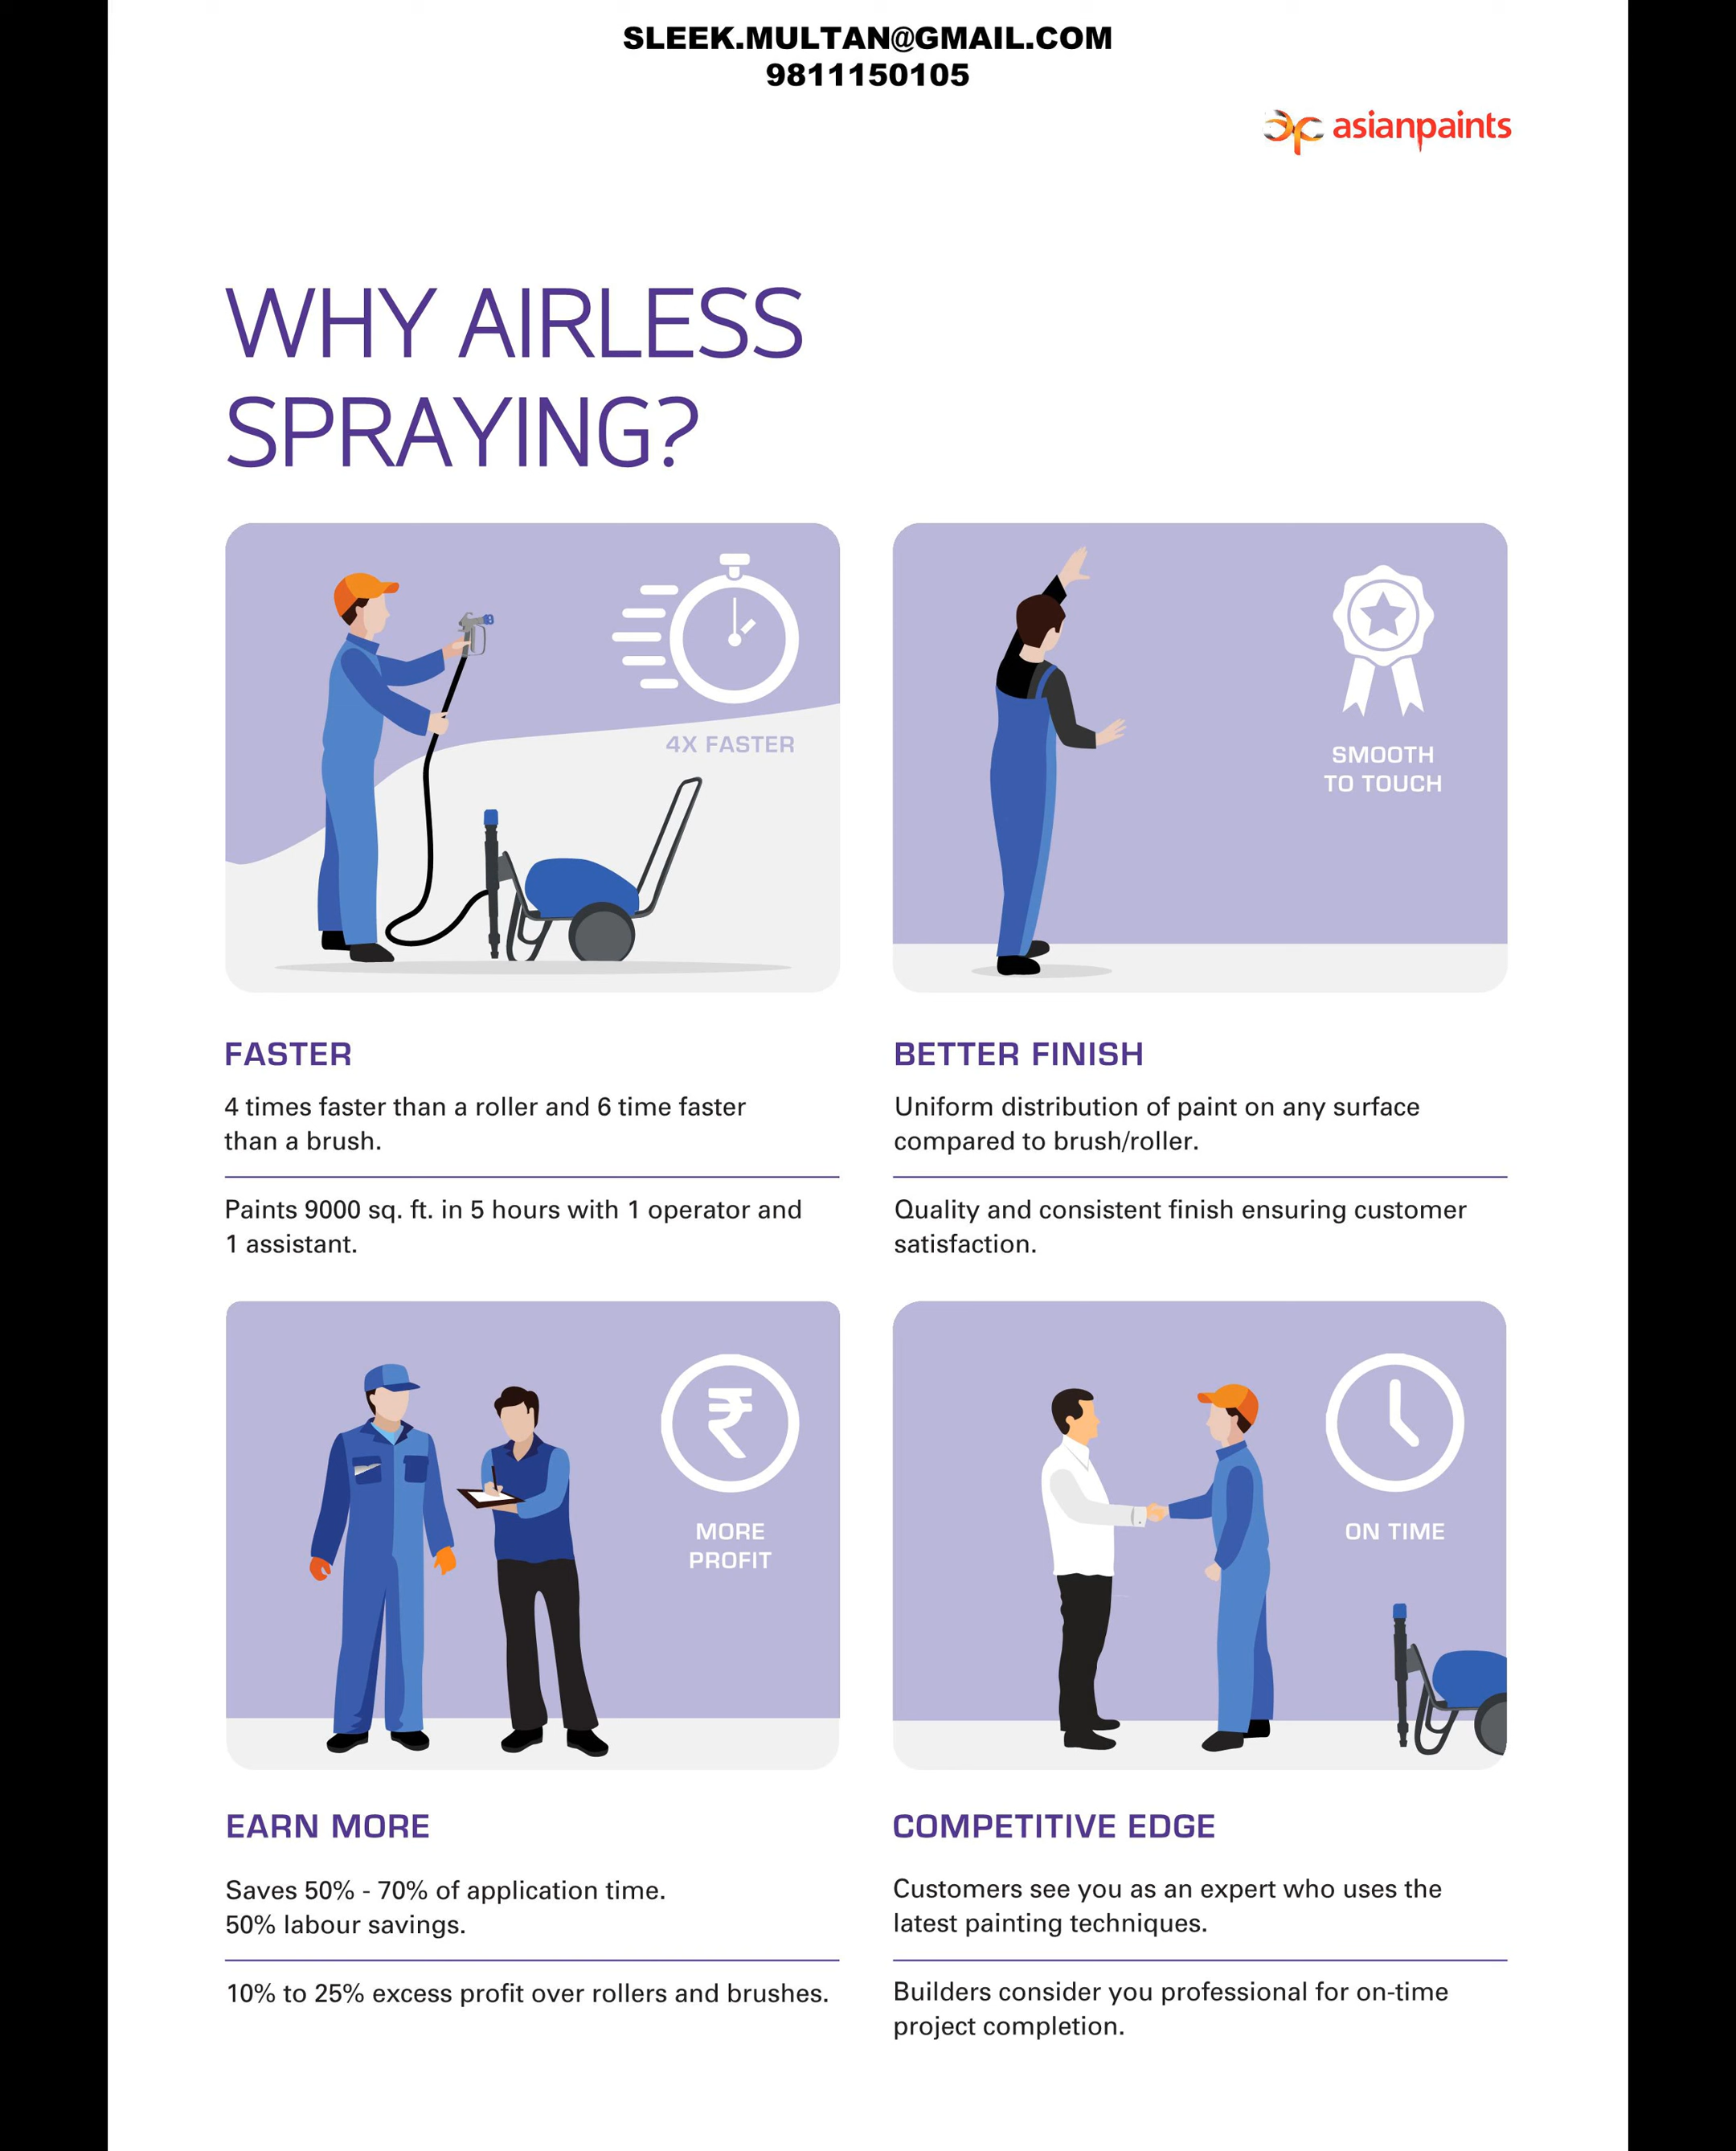 SLEEK.MULTAN@GMAIL.COM
9811150105
asianpaints
WHY AIRLESS
SPRAYING?
4X FASTER
SMOOTH
TO TOUCH
FASTER
4 times faster than a roller and 6 time faster
than a brush.
Paints 9000 sq. ft. in 5 hours with 1 operator and
1 assistant.
BETTER FINISH
Uniform distribution of paint on any surface
compared to brush/roller.
Quality and consistent finish ensuring customer
satisfaction.
₹
MORE
PROFIT
ON TIME
EARN MORE
Saves 50% - 70% of application time.
50% labour savings.
10% to 25% excess profit over rollers and brushes.
COMPETITIVE EDGE
Customers see you as an expert who uses the
latest painting techniques.
Builders consider you professional for on-time
project completion.